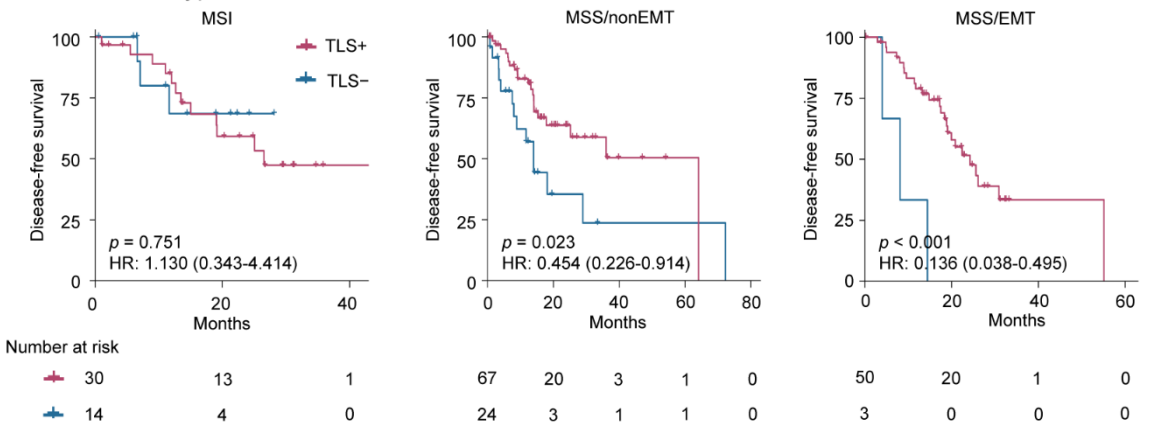 MSI
MSS/nonEMT
MSS/EMT
Disease-free survival
100
75
50
25
0
TLS+
TLS−
p = 0.751
HR: 1.130 (0.343-4.414)
0 20 40
Months
Disease-free survival
100
75
50
25
0
p = 0.023
HR: 0.454 (0.226-0.914)
0 20 40 60 80
Months
Disease-free survival
100
75
50
25
0
p < 0.001
HR: 0.136 (0.038-0.495)
0 20 40 60
Months
Number at risk
30 13 1 67 20 3 1 0 50 20 1 0
14 4 0 24 3 1 1 0 3 0 0 0